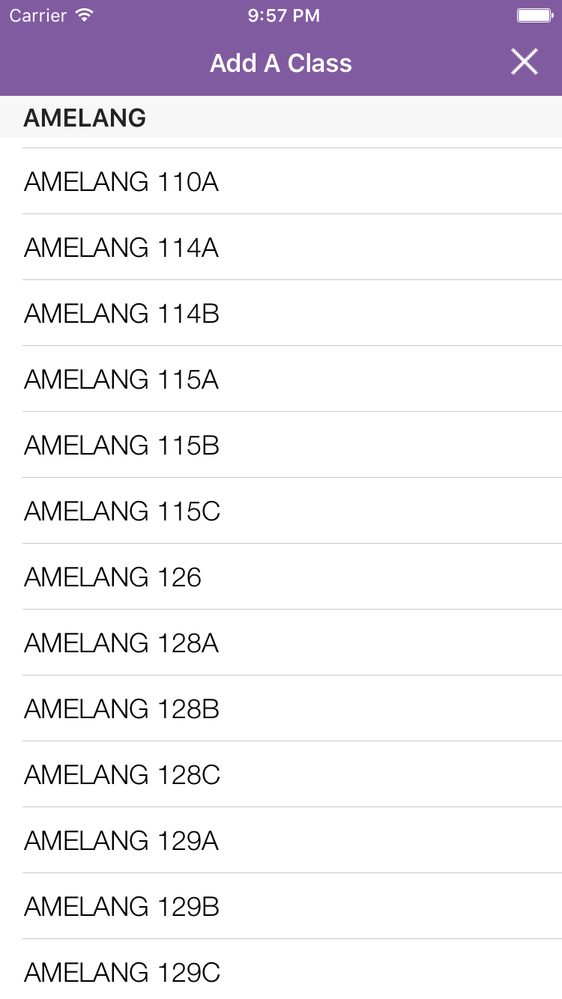 Carrier 9:57 PM
Add A Class
AMELANG
AMELANG 110A
AMELANG 114A
AMELANG 114B
AMELANG 115A
AMELANG 115B
AMELANG 115C
AMELANG 126
AMELANG 128A
AMELANG 128B
AMELANG 128C
AMELANG 129A
AMELANG 129B
AMELANG 129C